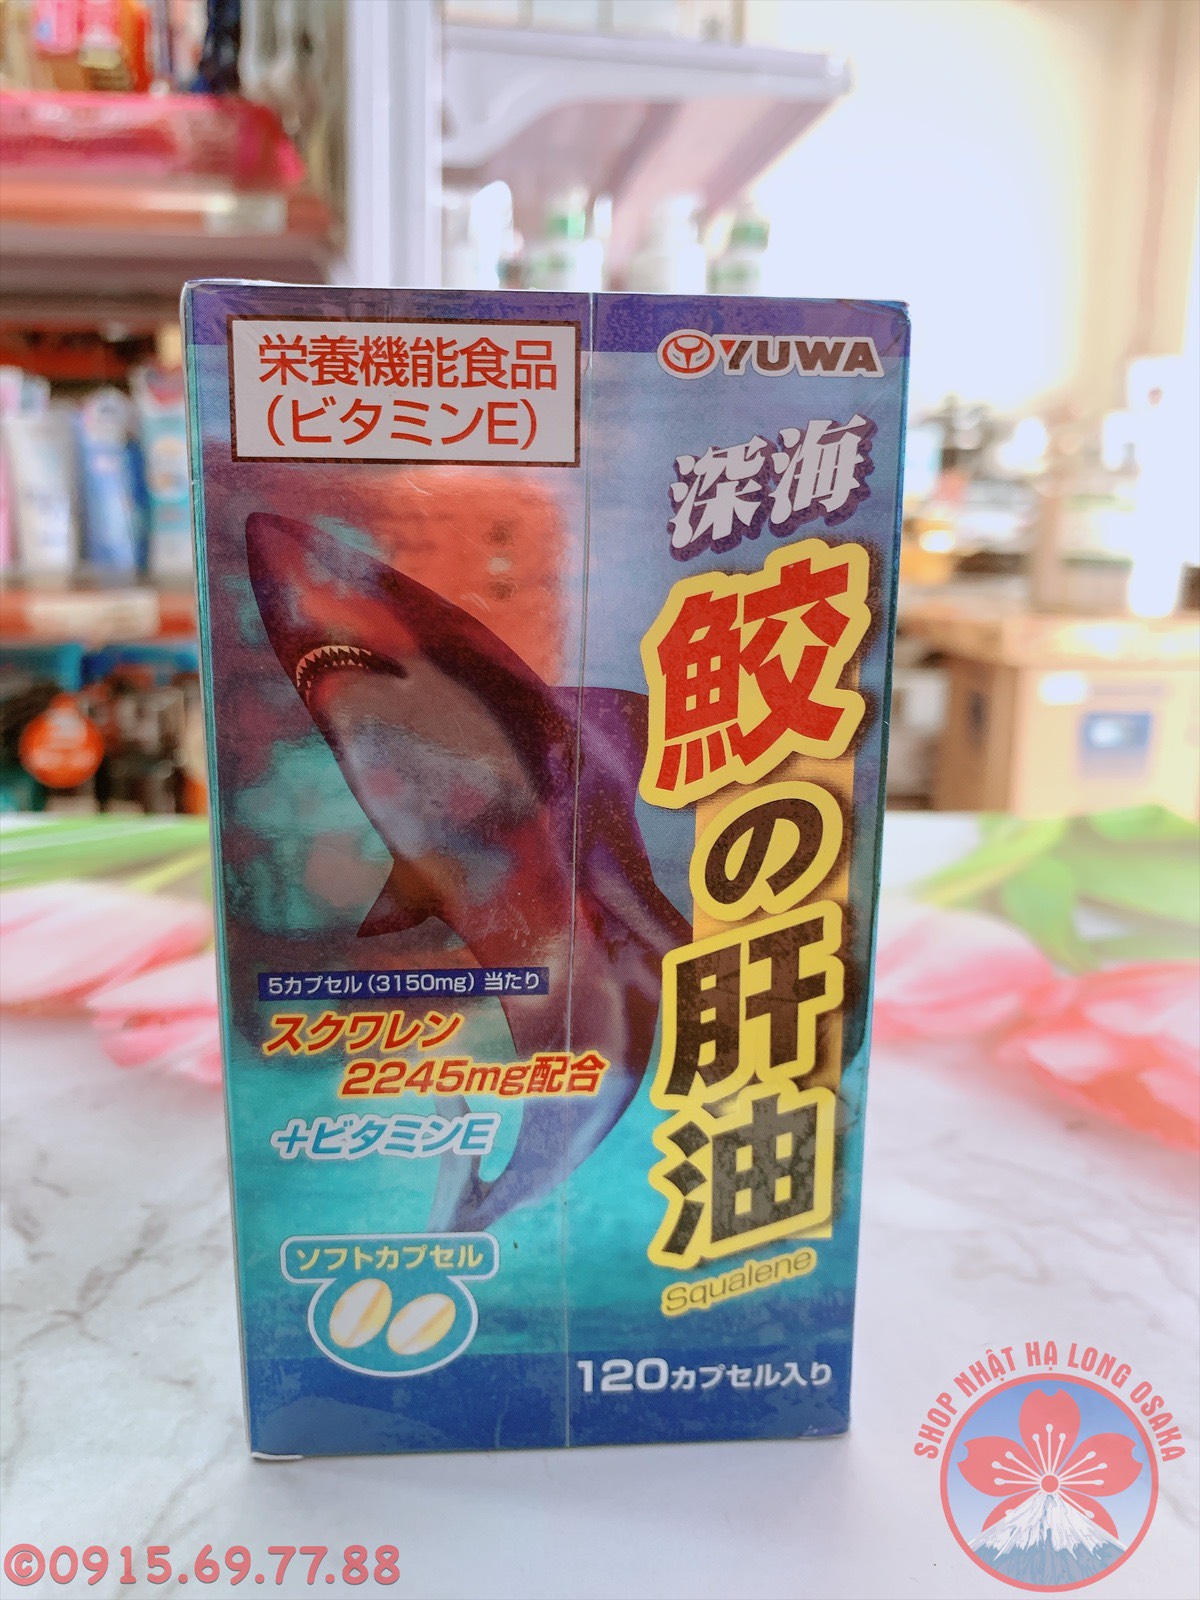 栄養機能食品
(ビタミンE)
YUWA
深海
鮫の肝油
Squalene
5カプセル(3150mg)当たり
スクワレン
2245mg配合
+ビタミンE
ソフトカプセル
120カプセル入り
SHOP NHẬT HẠ LONG OSAKA
©0915.69.77.88